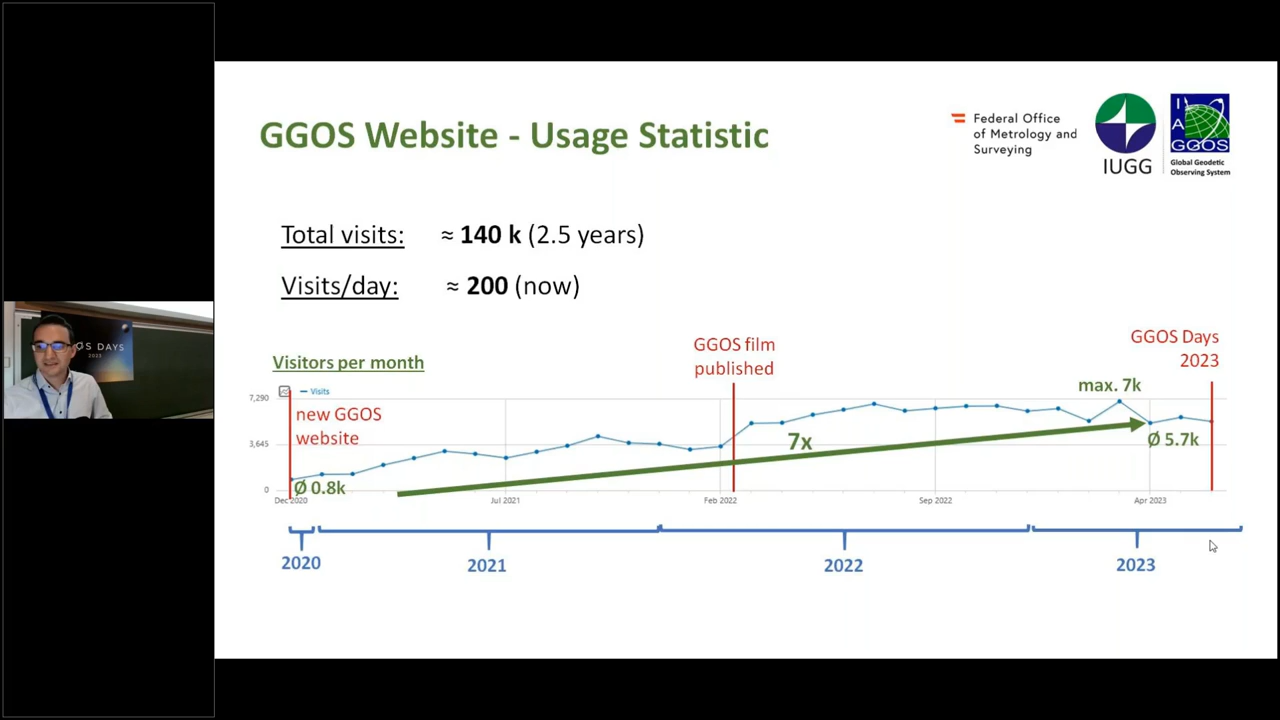 GGOS Website - Usage Statistic
Federal Office
of Metrology and
Surveying
IUGG
I
A
GGOS
Global Geodetic
Observing System
Total visits: ≈ 140 k (2.5 years)
Visits/day: ≈ 200 (now)
Visitors per month
GGOS film
published
GGOS Days
2023
Visits
max. 7k
7,290
new GGOS
website
7x
Ø 5.7k
3,645
Ø 0.8k
0
Dec 2020
Jul 2021
Feb 2022
Sep 2022
Apr 2023
2020
2021
2022
2023
OS DAYS
2023